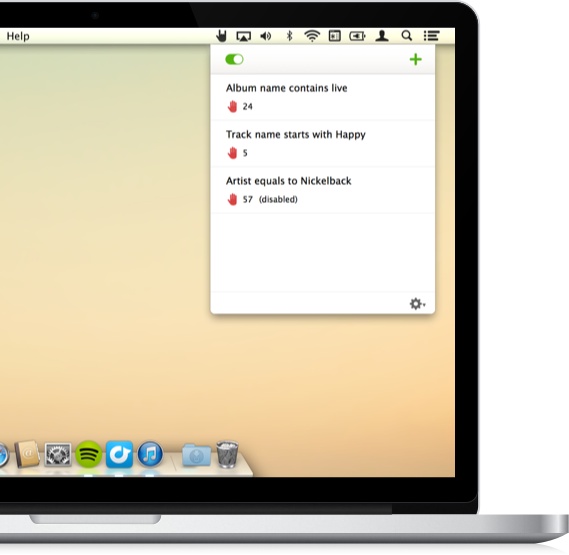 Help
Album name contains live
24
Track name starts with Happy
5
Artist equals to Nickelback
57 (disabled)